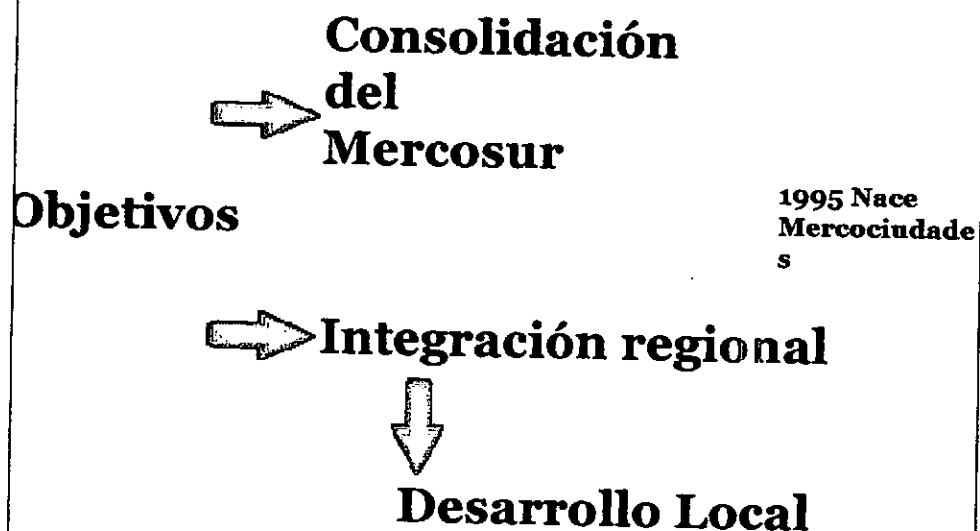 Consolidación
del
Mercosur
Objetivos
1995 Nace
Mercociudade
s
Integración regional
Desarrollo Local